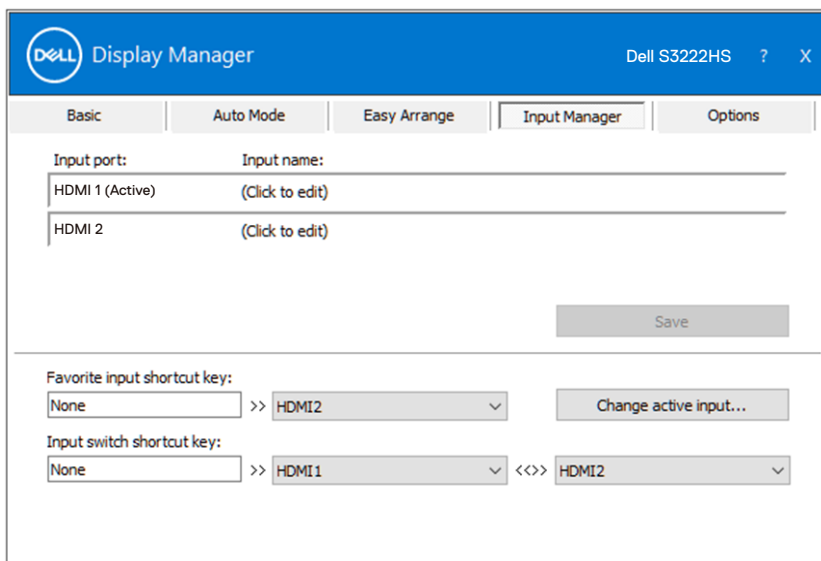 DELL Display Manager Dell S3222HS ? X
Basic Auto Mode Easy Arrange Input Manager Options
Input port: Input name:
HDMI 1 (Active) (Click to edit)
HDMI 2 (Click to edit)
Save
Favorite input shortcut key:
None >> HDMI2 Change active input...
Input switch shortcut key:
None >> HDMI1 <<>> HDMI2